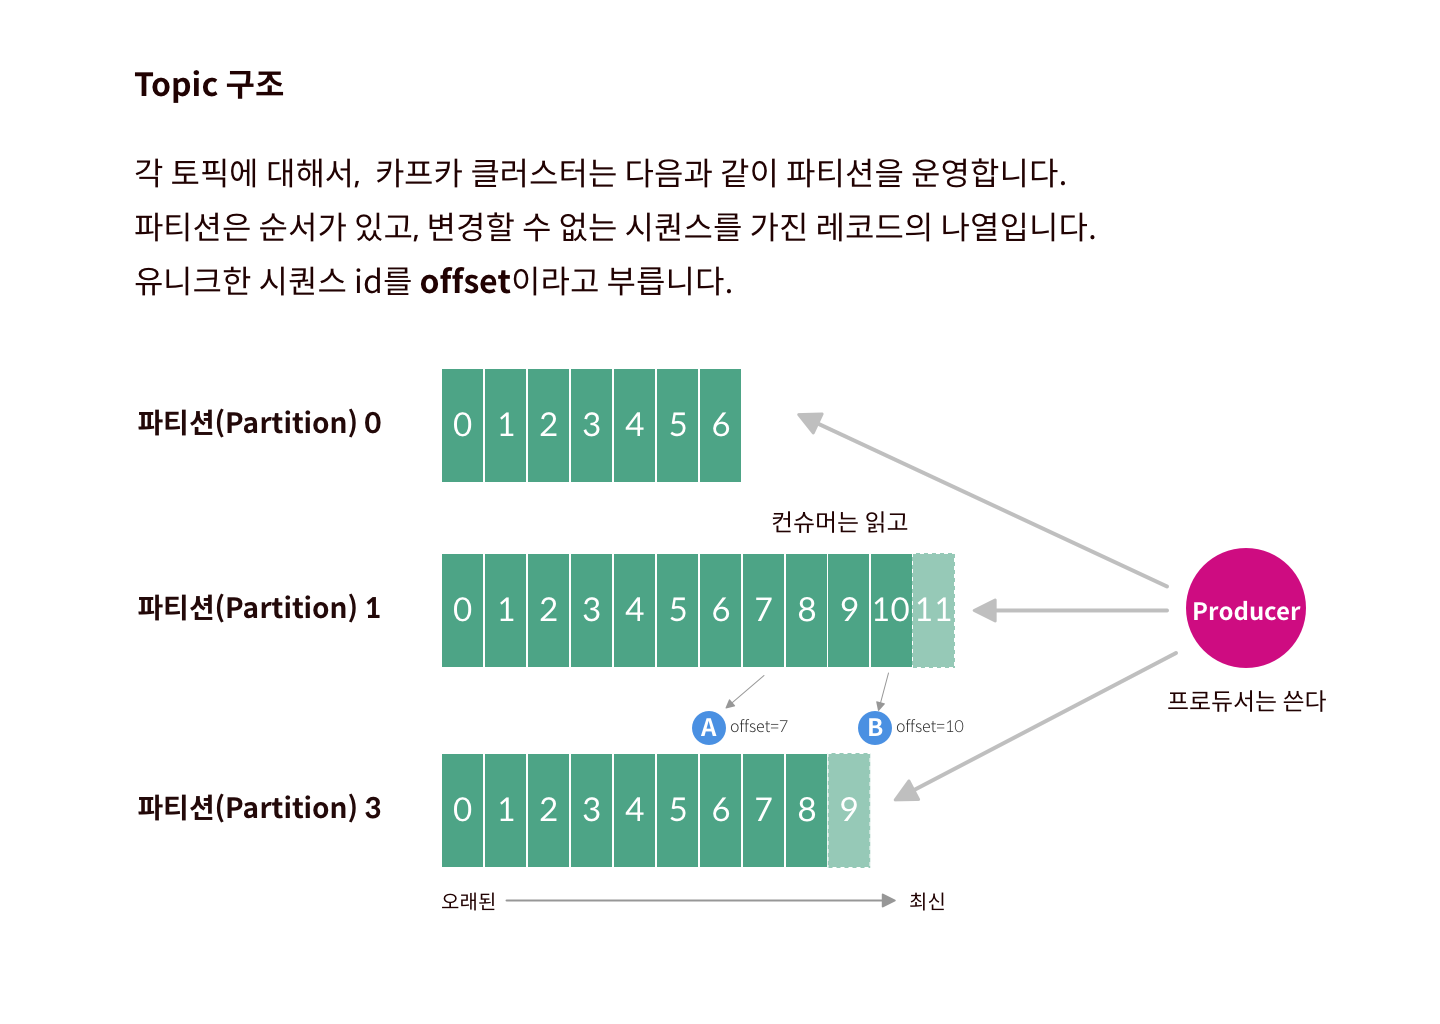 Topic 구조
각 토픽에 대해서, 카프카 클러스터는 다음과 같이 파티션을 운영합니다.
파티션은 순서가 있고, 변경할 수 없는 시퀀스를 가진 레코드의 나열입니다.
유니크한 시퀀스 id를 offset이라고 부릅니다.
파티션(Partition) 0
0 1 2 3 4 5 6
컨슈머는 읽고
파티션(Partition) 1
0 1 2 3 4 5 6 7 8 9 10 11
Producer
프로듀서는 쓴다
A offset=7
B offset=10
파티션(Partition) 3
0 1 2 3 4 5 6 7 8 9
오래된
최신